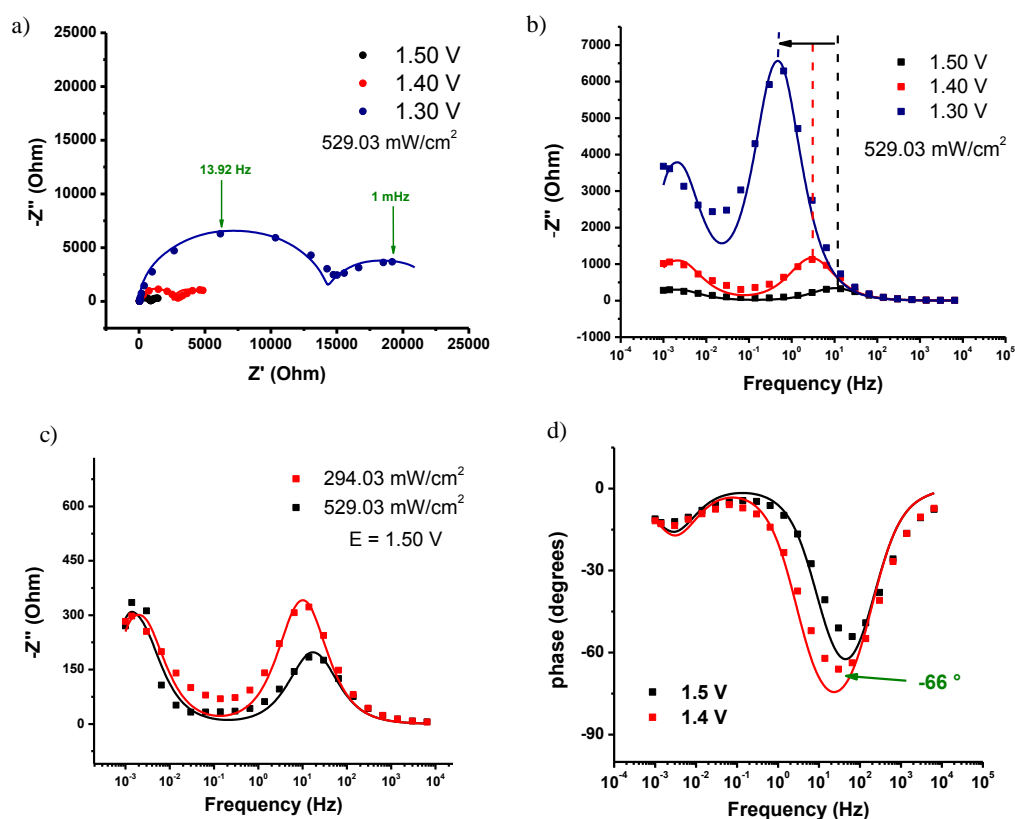 a)
25000
20000
15000
10000
5000
0
-Z'' (Ohm)
1.50 V
1.40 V
1.30 V
529.03 mW/cm²
13.92 Hz
1 mHz
0 5000 10000 15000 20000 25000
Z' (Ohm)
b)
7000
6000
5000
4000
3000
2000
1000
0
-1000
-Z'' (Ohm)
1.50 V
1.40 V
1.30 V
529.03 mW/cm²
10⁻⁴ 10⁻³ 10⁻² 10⁻¹ 10⁰ 10¹ 10² 10³ 10⁴ 10⁵
Frequency (Hz)
c)
600
450
300
150
0
-Z'' (Ohm)
294.03 mW/cm²
529.03 mW/cm²
E = 1.50 V
10⁻³ 10⁻² 10⁻¹ 10⁰ 10¹ 10² 10³ 10⁴
Frequency (Hz)
d)
0
-30
-60
-90
phase (degrees)
-66 °
1.5 V
1.4 V
10⁻⁴ 10⁻³ 10⁻² 10⁻¹ 10⁰ 10¹ 10² 10³ 10⁴ 10⁵
Frequency (Hz)